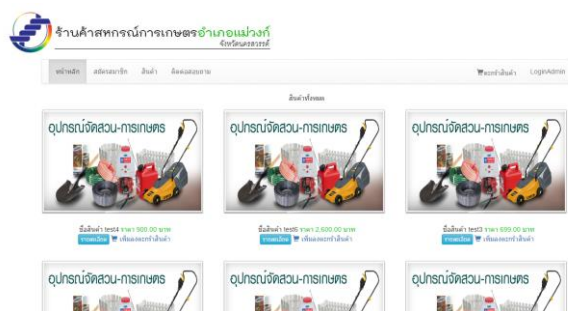 ร้านค้าสหกรณ์การเกษตรอำเภอแม่วงก์
จังหวัดนครสวรรค์
หน้าหลัก สมัครสมาชิก สินค้า ติดต่อสอบถาม ตะกร้าสินค้า LoginAdmin
สินค้าทั้งหมด
อุปกรณ์จัดสวน-การเกษตร อุปกรณ์จัดสวน-การเกษตร อุปกรณ์จัดสวน-การเกษตร
ชื่อสินค้า test4 ราคา 980.00 บาท ชื่อสินค้า test5 ราคา 2,600.00 บาท ชื่อสินค้า test3 ราคา 699.00 บาท
รายละเอียด เพิ่มลงตะกร้าสินค้า รายละเอียด เพิ่มลงตะกร้าสินค้า รายละเอียด เพิ่มลงตะกร้าสินค้า
อุปกรณ์จัดสวน-การเกษตร อุปกรณ์จัดสวน-การเกษตร อุปกรณ์จัดสวน-การเกษตร